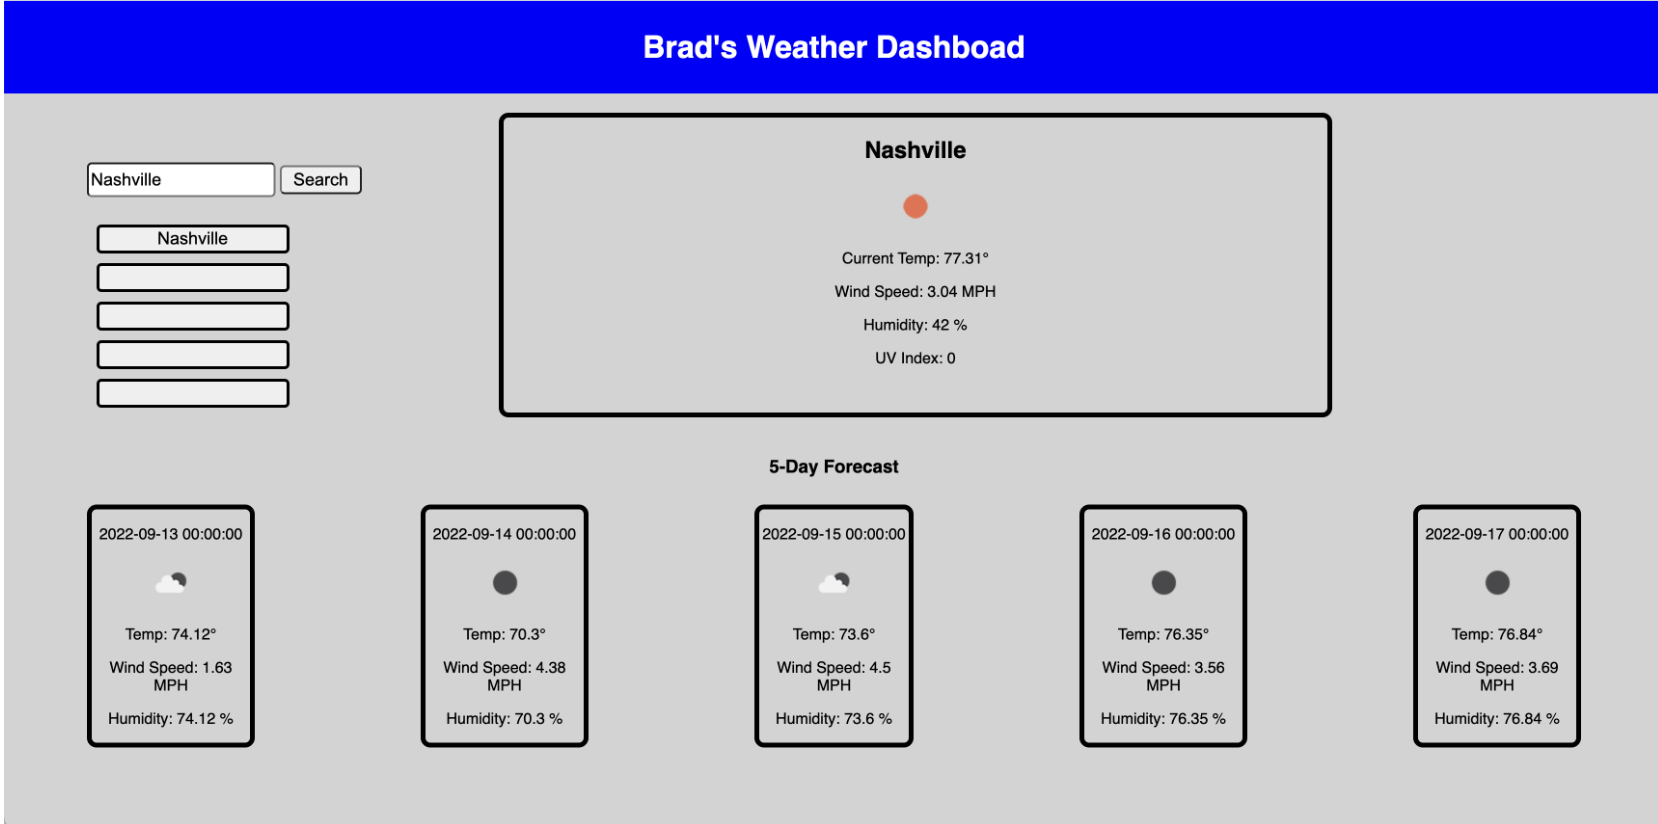 Brad's Weather Dashboad
Nashville
Search
Nashville
Nashville
Current Temp: 77.31°
Wind Speed: 3.04 MPH
Humidity: 42 %
UV Index: 0
5-Day Forecast
2022-09-13 00:00:00
Temp: 74.12°
Wind Speed: 1.63
MPH
Humidity: 74.12 %
2022-09-14 00:00:00
Temp: 70.3°
Wind Speed: 4.38
MPH
Humidity: 70.3 %
2022-09-15 00:00:00
Temp: 73.6°
Wind Speed: 4.5
MPH
Humidity: 73.6 %
2022-09-16 00:00:00
Temp: 76.35°
Wind Speed: 3.56
MPH
Humidity: 76.35 %
2022-09-17 00:00:00
Temp: 76.84°
Wind Speed: 3.69
MPH
Humidity: 76.84 %